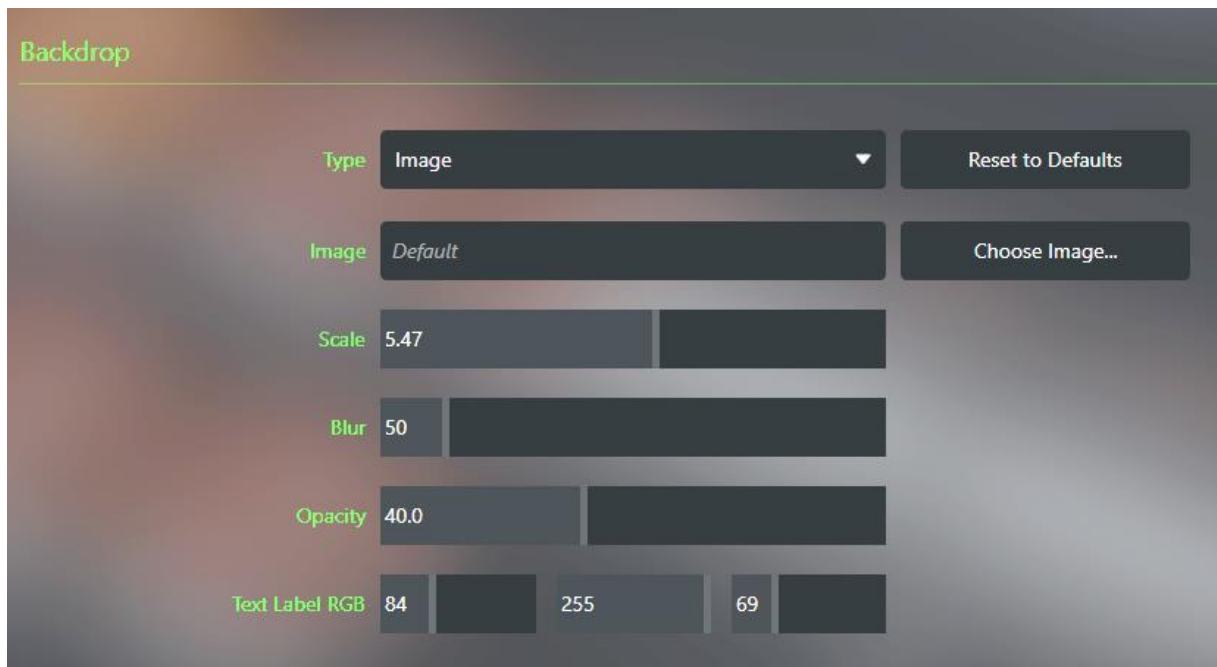 Backdrop
Type Image Reset to Defaults
Image Default Choose Image...
Scale 5.47
Blur 50
Opacity 40.0
Text Label RGB 84 255 69